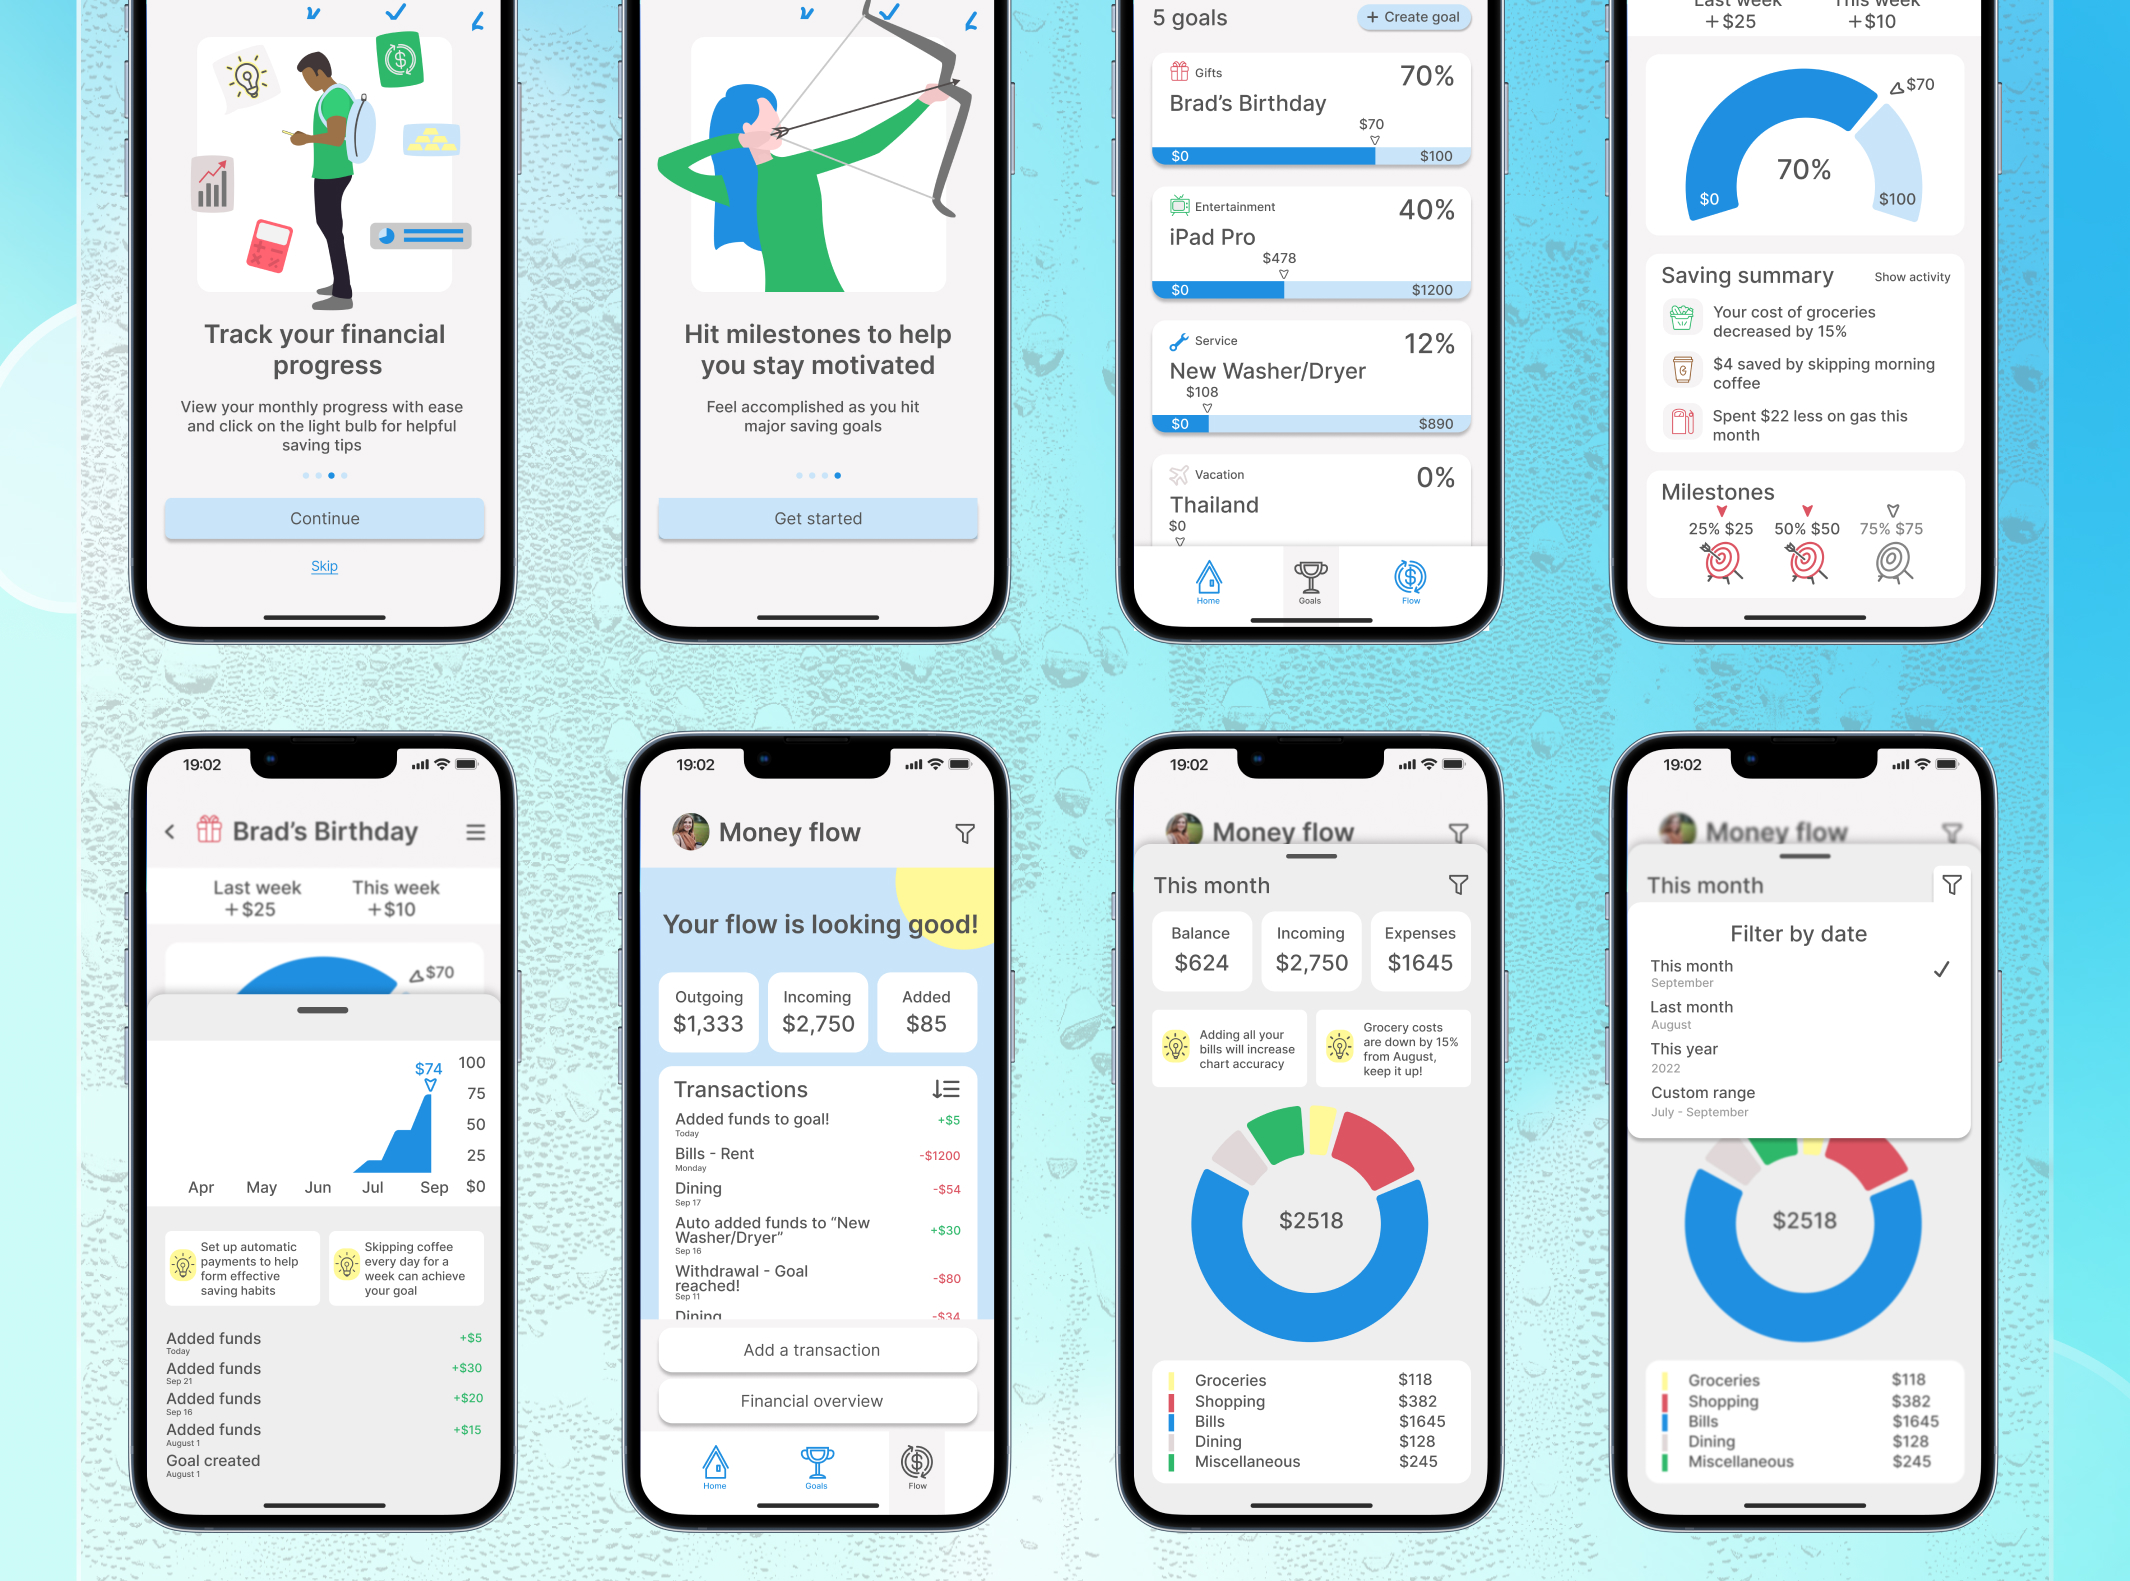 Track your financial
progress
View your monthly progress with ease
and click on the light bulb for helpful
saving tips
Continue
Skip
Hit milestones to help
you stay motivated
Feel accomplished as you hit
major saving goals
Get started
5 goals
+ Create goal
Gifts
70%
Brad's Birthday
$70
$0
$100
Entertainment
40%
iPad Pro
$478
$0
$1200
Service
12%
New Washer/Dryer
$108
$0
$890
Vacation
0%
Thailand
$0
Home
Goals
Flow
Last week
This week
+$25
+$10
$70
70%
$0
$100
Saving summary
Show activity
Your cost of groceries
decreased by 15%
$4 saved by skipping morning
coffee
Spent $22 less on gas this
month
Milestones
25% $25
50% $50
75% $75
19:02
Brad's Birthday
Last week
This week
+$25
+$10
$70
$74
100
75
50
25
$0
Apr
May
Jun
Jul
Sep
Set up automatic
payments to help
form effective
saving habits
Skipping coffee
every day for a
week can achieve
your goal
Added funds
+$5
Today
Added funds
+$30
Sep 21
Added funds
+$20
Sep 16
Added funds
+$15
August 1
Goal created
August 1
19:02
Money flow
Your flow is looking good!
Outgoing
$1,333
Incoming
$2,750
Added
$85
Transactions
Added funds to goal!
+$5
Today
Bills - Rent
-$1200
Monday
Dining
-$54
Sep 17
Auto added funds to “New
Washer/Dryer”
+$30
Sep 16
Withdrawal - Goal
reached!
-$80
Sep 11
Dining
-$34
Add a transaction
Financial overview
Home
Goals
Flow
19:02
Money flow
This month
Balance
$624
Incoming
$2,750
Expenses
$1645
Adding all your
bills will increase
chart accuracy
Grocery costs
are down by 15%
from August,
keep it up!
$2518
Groceries
$118
Shopping
$382
Bills
$1645
Dining
$128
Miscellaneous
$245
19:02
Money flow
This month
Filter by date
This month
September
Last month
August
This year
2022
Custom range
July - September
$2518
Groceries
$118
Shopping
$382
Bills
$1645
Dining
$128
Miscellaneous
$245